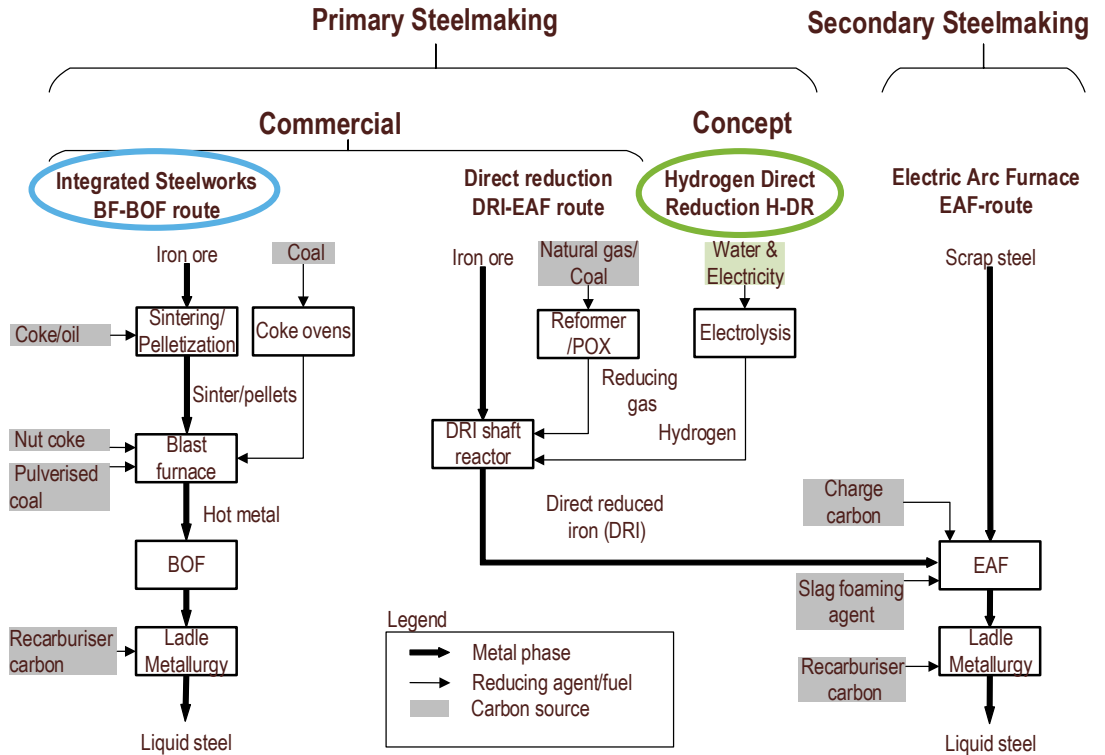 Primary Steelmaking
Secondary Steelmaking
Commercial
Concept
Integrated Steelworks
BF-BOF route
Direct reduction
DRI-EAF route
Hydrogen Direct
Reduction H-DR
Electric Arc Furnace
EAF-route
Iron ore
Coal
Iron ore
Natural gas/
Coal
Water &
Electricity
Scrap steel
Coke/oil
Sintering/
Pelletization
Coke ovens
Reformer
/POX
Electrolysis
Sinter/pellets
Reducing
gas
Hydrogen
Nut coke
Pulverised
coal
Blast
furnace
DRI shaft
reactor
Hot metal
Direct reduced
iron (DRI)
Charge
carbon
BOF
EAF
Slag foaming
agent
Recarburiser
carbon
Ladle
Metallurgy
Legend
Metal phase
Reducing agent/fuel
Carbon source
Recarburiser
carbon
Ladle
Metallurgy
Liquid steel
Liquid steel